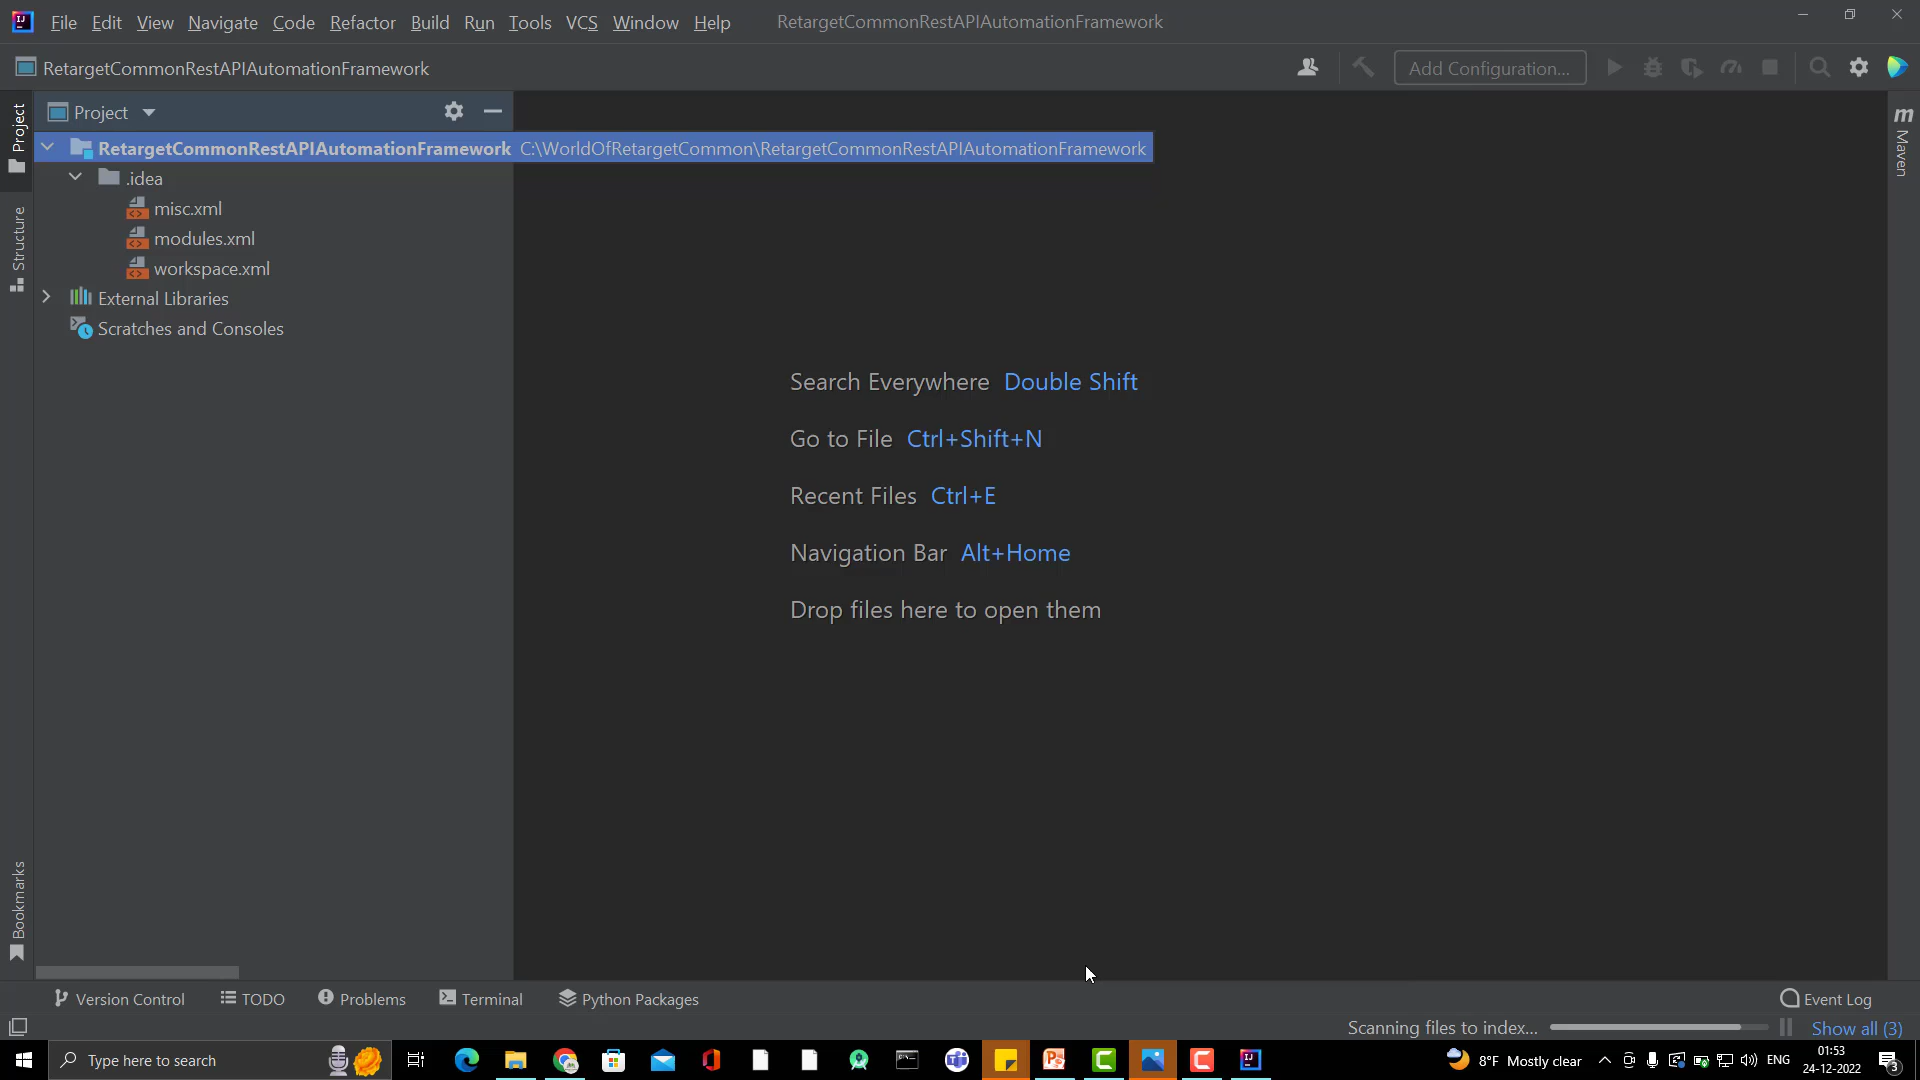 File Edit View Navigate Code Refactor Build Run Tools VCS Window Help RetargetCommonRestAPIAutomationFramework
RetargetCommonRestAPIAutomationFramework Add Configuration...
Project
RetargetCommonRestAPIAutomationFramework C:\WorldOfRetargetCommon\RetargetCommonRestAPIAutomationFramework
.idea
misc.xml
modules.xml
workspace.xml
External Libraries
Scratches and Consoles
Project
Structure
Bookmarks
m
Maven
Search Everywhere Double Shift
Go to File Ctrl+Shift+N
Recent Files Ctrl+E
Navigation Bar Alt+Home
Drop files here to open them
Version Control TODO Problems Terminal Python Packages Event Log
Scanning files to index... Show all (3)
Type here to search 8°F Mostly clear ENG 01:53
24-12-2022 3